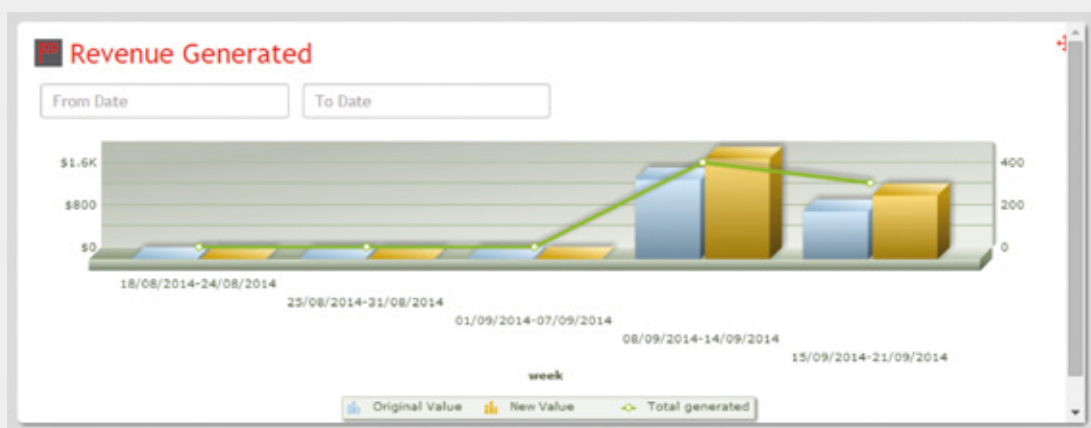 Revenue Generated
From Date To Date
$1.6K 400
$800 200
$0 0
18/08/2014-24/08/2014
25/08/2014-31/08/2014
01/09/2014-07/09/2014
08/09/2014-14/09/2014
15/09/2014-21/09/2014
week
Original Value New Value Total generated